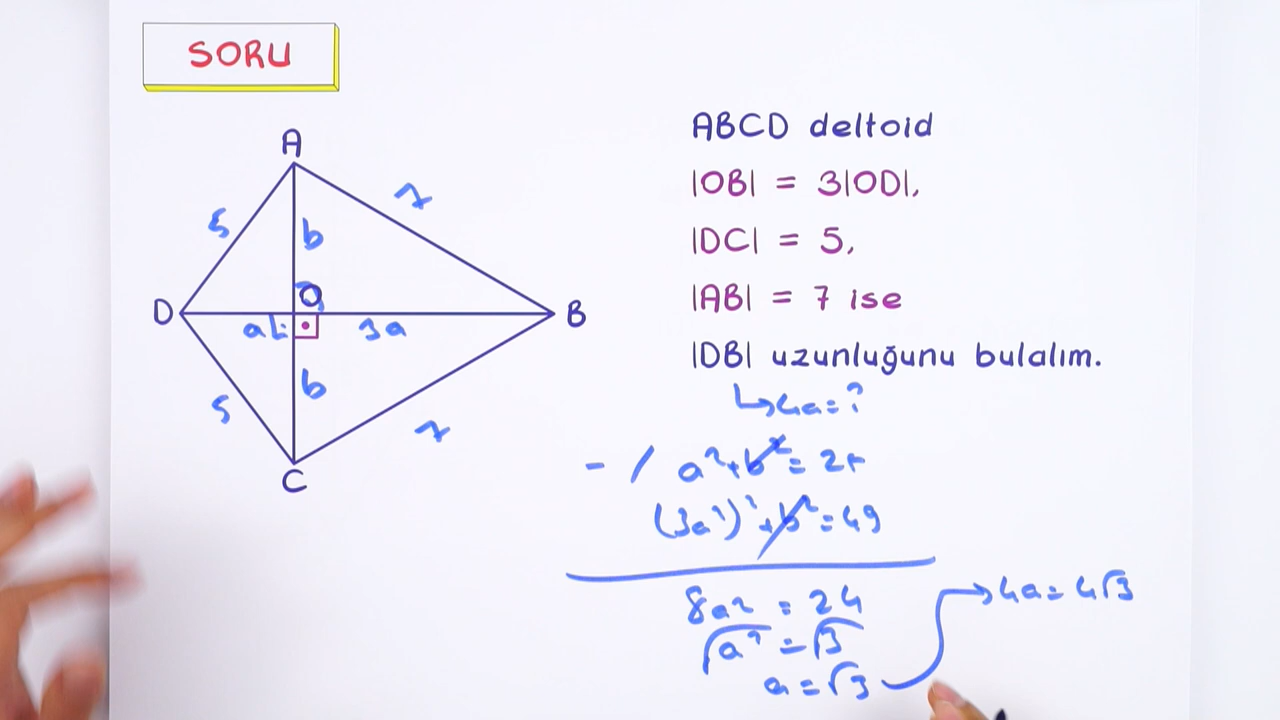 SORU
A
5
7
b
D
O
B
a
3a
b
5
7
C
ABCD deltoid
|OB| = 3|OD|,
|DC| = 5,
|AB| = 7 ise
|DB| uzunluğunu bulalım.
↳4a = ?
- / a² + b² = 25
(3a²)² + b² = 49
8a² = 24
√a² = √3
a = √3
→ 4a = 4√3